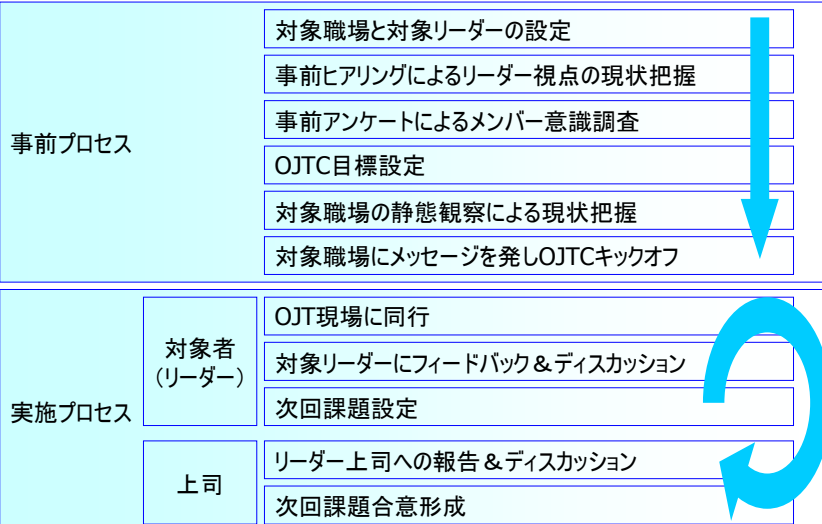 事前プロセス
対象職場と対象リーダーの設定
事前ヒアリングによるリーダー視点の現状把握
事前アンケートによるメンバー意識調査
OJTC目標設定
対象職場の静態観察による現状把握
対象職場にメッセージを発しOJTCキックオフ
実施プロセス
対象者
（リーダー）
OJT現場に同行
対象リーダーにフィードバック＆ディスカッション
次回課題設定
上司
リーダー上司への報告＆ディスカッション
次回課題合意形成